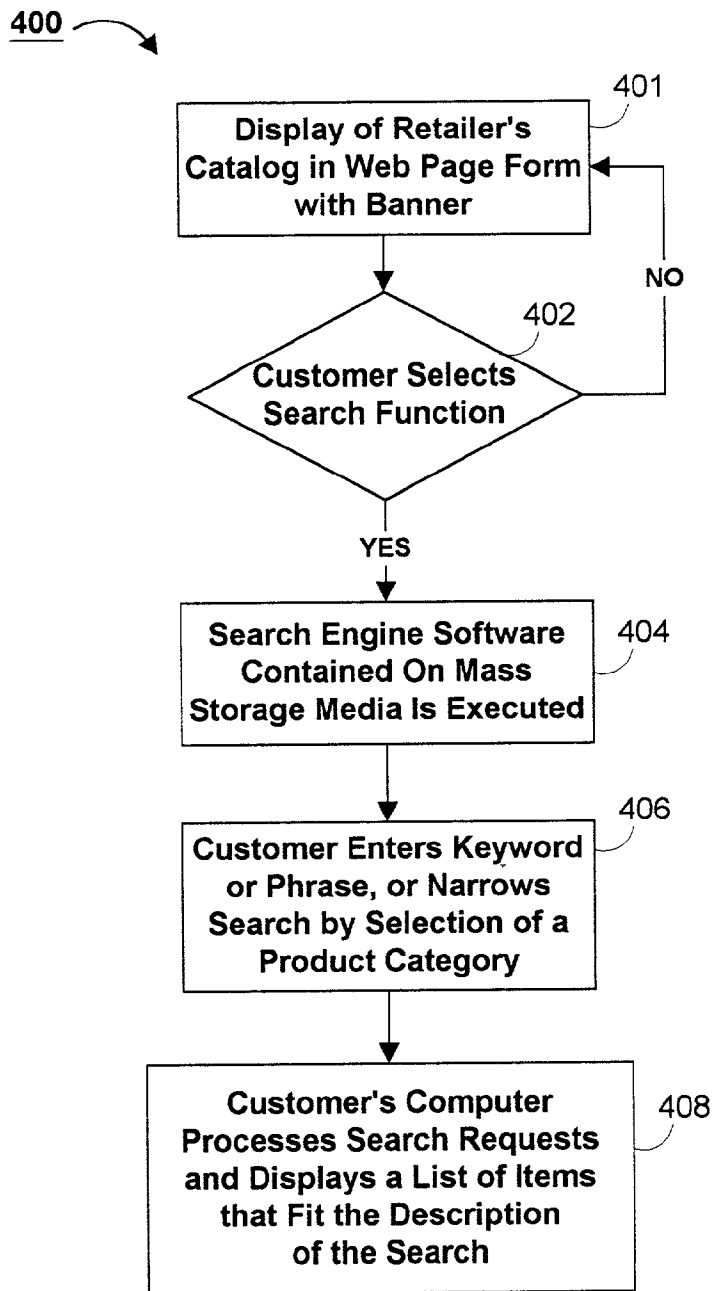 400
401
Display of Retailer's
Catalog in Web Page Form
with Banner
NO
402
Customer Selects
Search Function
YES
404
Search Engine Software
Contained On Mass
Storage Media Is Executed
406
Customer Enters Keyword
or Phrase, or Narrows
Search by Selection of a
Product Category
408
Customer's Computer
Processes Search Requests
and Displays a List of Items
that Fit the Description
of the Search